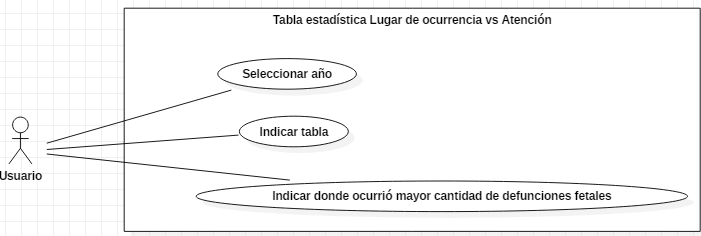 Tabla estadística Lugar de ocurrencia vs Atención
Seleccionar año
Indicar tabla
Usuario
Indicar donde ocurrió mayor cantidad de defunciones fetales